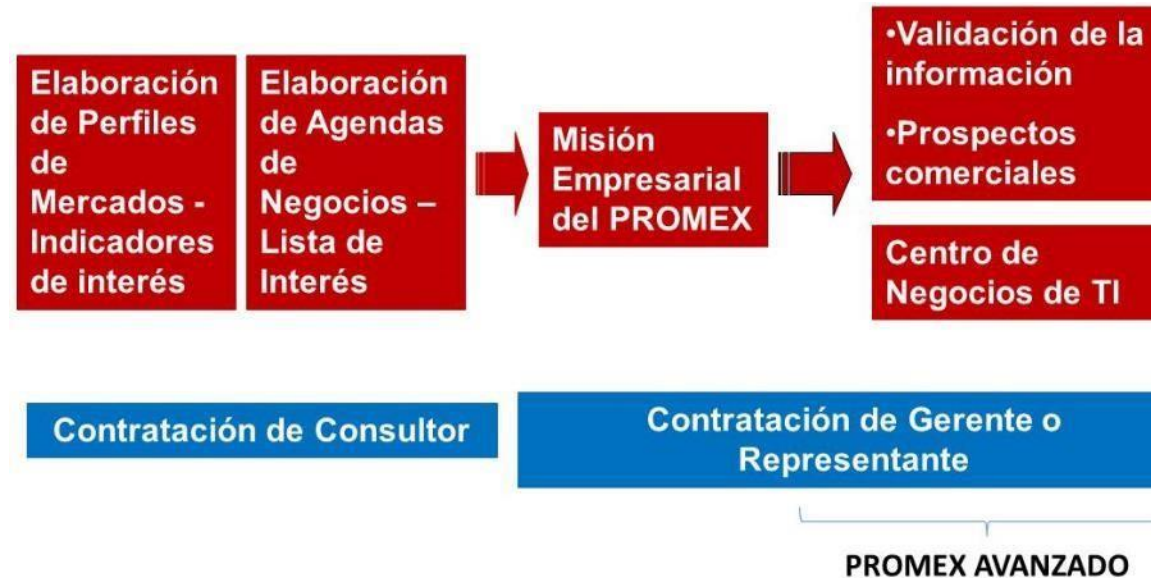 Elaboración
de Perfiles
de
Mercados -
Indicadores
de interés
Elaboración
de Agendas
de
Negocios –
Lista de
Interés
Misión
Empresarial
del PROMEX
•Validación de la
información
•Prospectos
comerciales
Centro de
Negocios de TI
Contratación de Consultor
Contratación de Gerente o
Representante
PROMEX AVANZADO